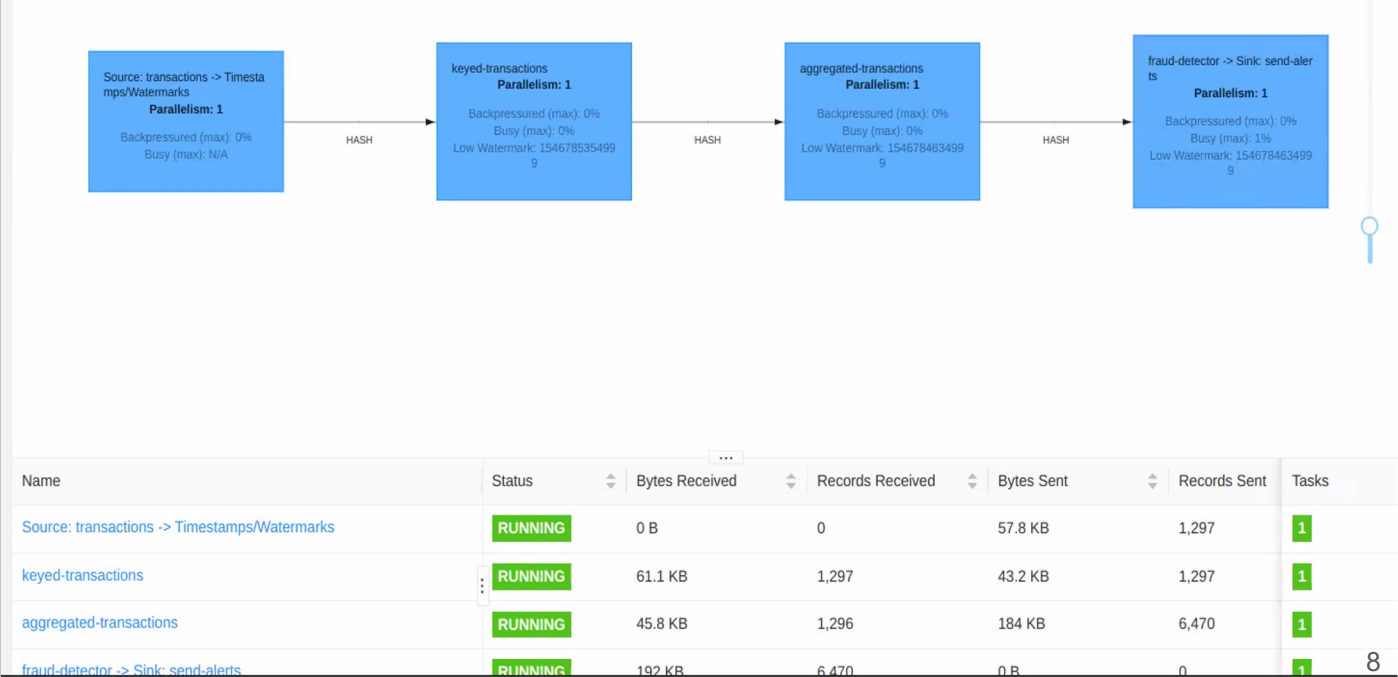 Source: transactions -> Timesta
mps/Watermarks
Parallelism: 1
Backpressured (max): 0%
Busy (max): N/A
HASH
keyed-transactions
Parallelism: 1
Backpressured (max): 0%
Busy (max): 0%
Low Watermark: 154678535499
9
HASH
aggregated-transactions
Parallelism: 1
Backpressured (max): 0%
Busy (max): 0%
Low Watermark: 154678463499
9
HASH
fraud-detector -> Sink: send-aler
ts
Parallelism: 1
Backpressured (max): 0%
Busy (max): 1%
Low Watermark: 154678463499
9
Name Status Bytes Received Records Received Bytes Sent Records Sent Tasks
Source: transactions -> Timestamps/Watermarks RUNNING 0 B 0 57.8 KB 1,297 1
keyed-transactions RUNNING 61.1 KB 1,297 43.2 KB 1,297 1
aggregated-transactions RUNNING 45.8 KB 1,296 184 KB 6,470 1
fraud-detector -> Sink: send-alerts RUNNING 192 KB 6,470 0 B 0 1
8